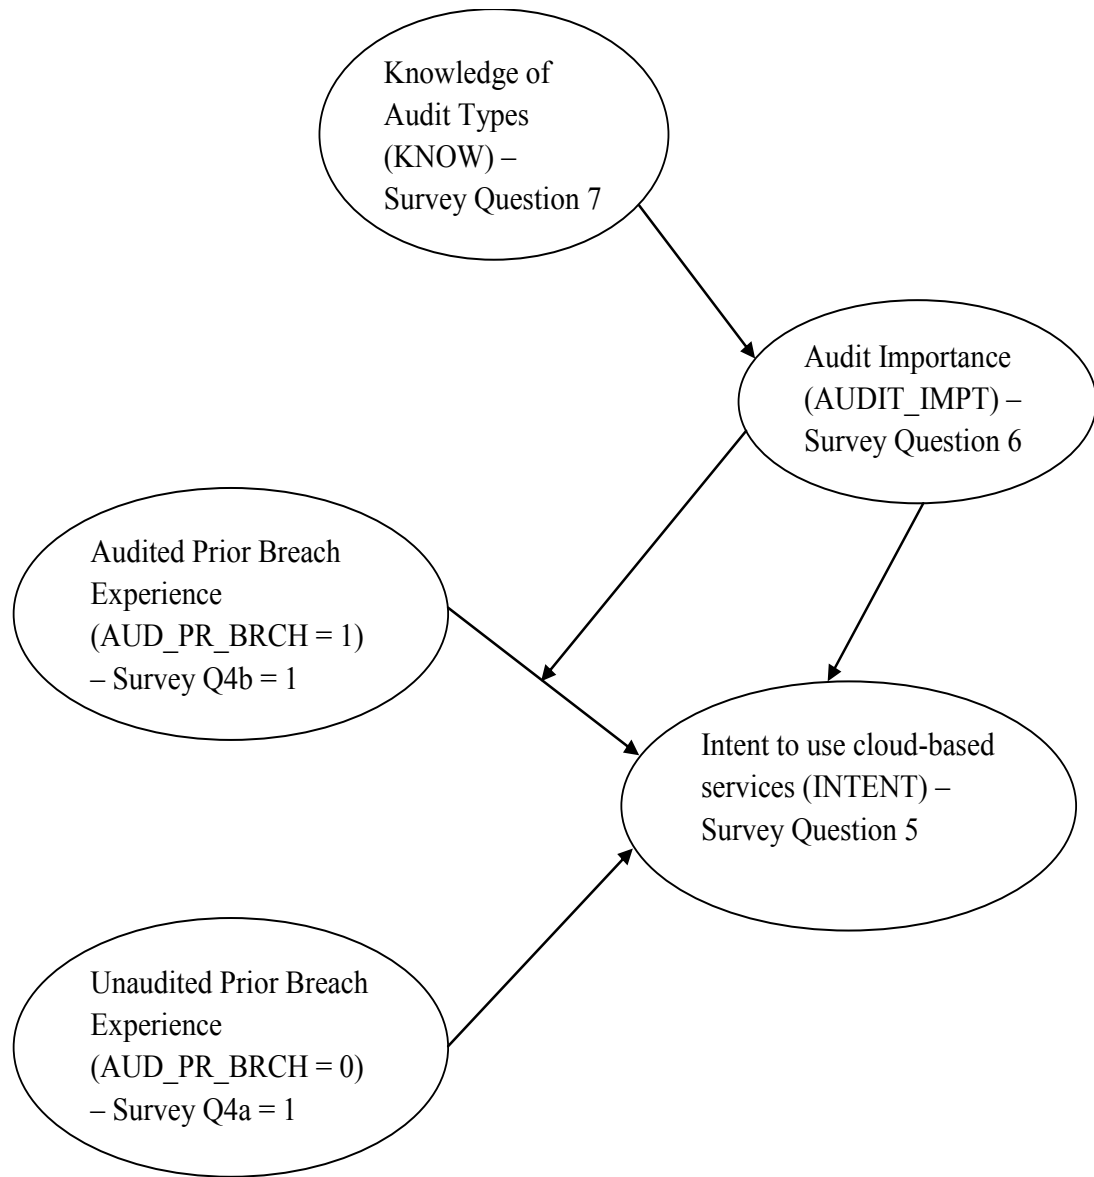 Knowledge of
Audit Types
(KNOW) –
Survey Question 7
Audit Importance
(AUDIT_IMPT) –
Survey Question 6
Audited Prior Breach
Experience
(AUD_PR_BRCH = 1)
– Survey Q4b = 1
Intent to use cloud-based
services (INTENT) –
Survey Question 5
Unaudited Prior Breach
Experience
(AUD_PR_BRCH = 0)
– Survey Q4a = 1